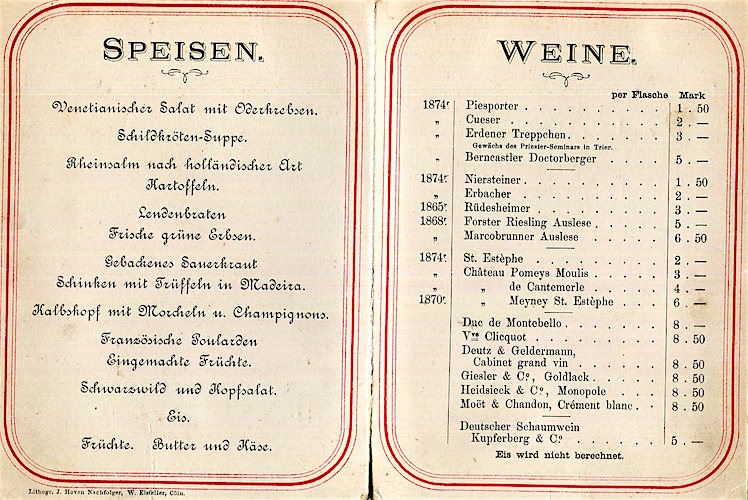 SPEISEN.
Venetianischer Salat mit Oderkrebsen.
Schildkröten-Suppe.
Rheinsalm nach holländischer Art
Kartoffeln.
Lendenbraten
Frische grüne Erbsen.
Gebackenes Sauerkraut
Schinken mit Trüffeln in Madeira.
Kalbskopf mit Morcheln u. Champignons.
Französische Poularden
Eingemachte Früchte.
Schwarzwild und Kopfsalat.
Eis.
Früchte. Butter und Käse.
Lithogr. J. Hoven Nachfolger, W. Eisfeller, Cöln.
WEINE.
per Flasche Mark
1874r Piesporter . . . . . . . . . . 1 . 50
„ Cueser . . . . . . . . . . 2 . —
„ Erdener Treppchen . . . . . . . 3 . —
Gewächs des Priester-Seminars in Trier.
„ Berncastler Doctorberger . . . . 5 . —
1874r Niersteiner . . . . . . . . . . 1 . 50
„ Erbacher . . . . . . . . . . 2 . —
1865r Rüdesheimer . . . . . . . . . 3 . —
1868r Forster Riesling Auslese . . . . . 5 . —
„ Marcobrunner Auslese . . . . . 6 . 50
1874r St. Estèphe . . . . . . . . . 2 . —
„ Château Pomeys Moulis . . . . . 3 . —
„ „ de Cantemerle . . . . 4 . —
1870r „ Meyney St. Estèphe . . . 6 . —
Duc de Montebello . . . . . . . 8 . —
Vve Clicquot . . . . . . . . . 8 . 50
Deutz & Geldermann,
Cabinet grand vin . . . . . . 8 . 50
Giesler & Co, Goldlack . . . . . 8 . 50
Heidsieck & Co, Monopole . . . . 8 . 50
Moët & Chandon, Crément blanc . . 8 . 50
Deutscher Schaumwein
Kupferberg & Co . . . . . . . 5 . —
Eis wird nicht berechnet.